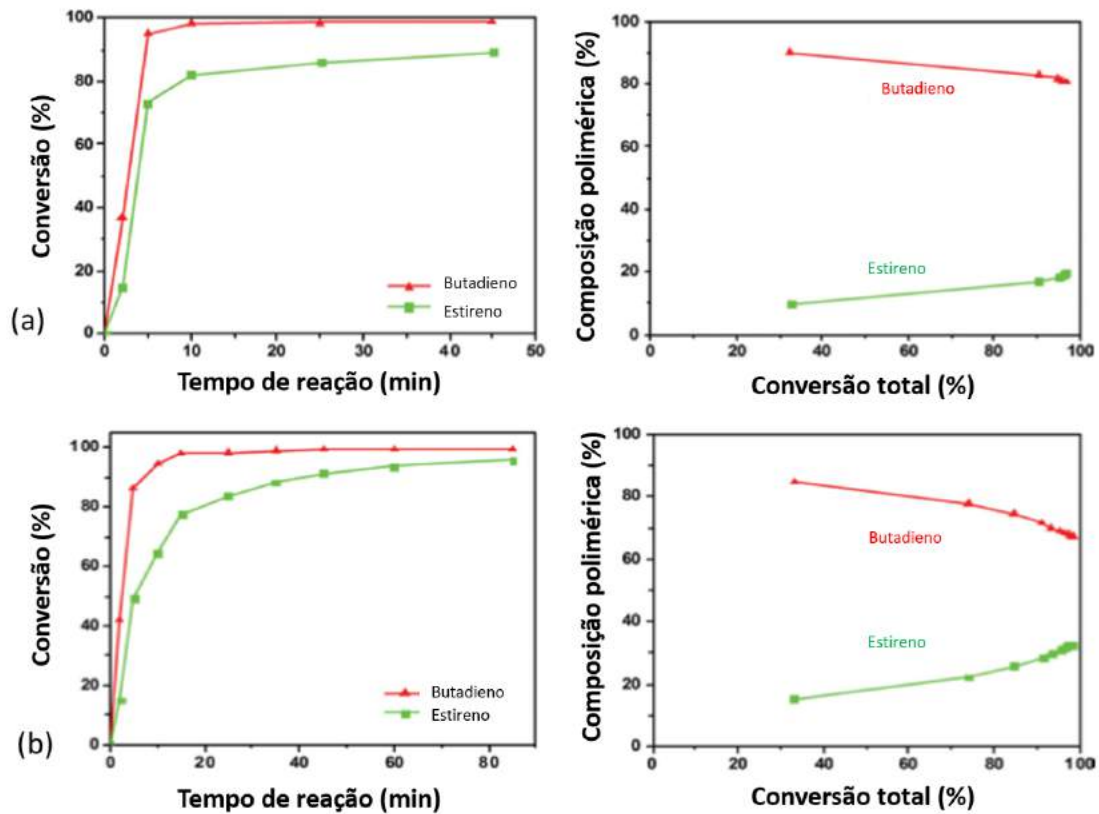 100
80
60
40
20
0
Conversão (%)
Butadieno
Estireno
0 10 20 30 40 50
Tempo de reação (min)
(a)
100
80
60
40
20
0
Composição polimérica (%)
Butadieno
Estireno
0 20 40 60 80 100
Conversão total (%)
100
80
60
40
20
0
Conversão (%)
Butadieno
Estireno
0 20 40 60 80
Tempo de reação (min)
(b)
100
80
60
40
20
0
Composição polimérica (%)
Butadieno
Estireno
0 20 40 60 80 100
Conversão total (%)